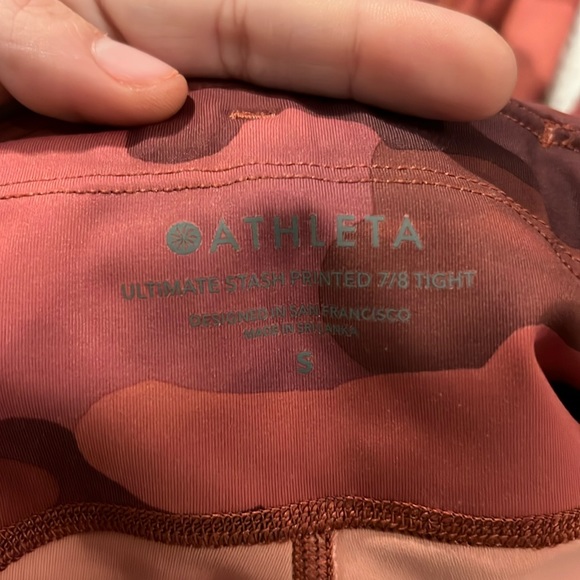 ATHLETA
ULTIMATE STASH PRINTED 7/8 TIGHT
DESIGNED IN SAN FRANCISCO
MADE IN SRI LANKA
S